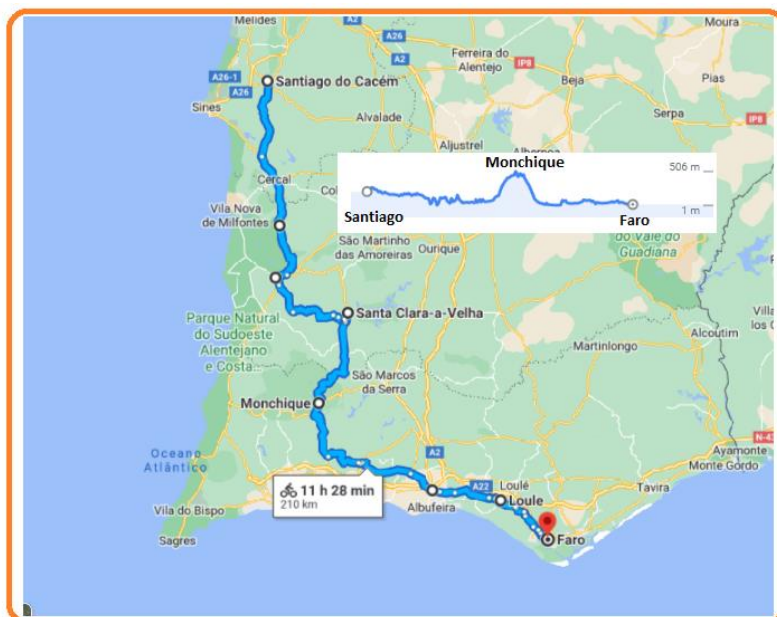 Melides
A2
A26
Moura
Ferreira do
Alentejo
IP8
A2
A26-1
A26
Santiago do Cacém
Beja
Pias
Sines
Alvalade
Serpa
IP8
Aljustrel
Monchique
506 m
Cercal
1 m
Santiago
Faro
Vila Nova
de Milfontes
São Martinho
das Amoreiras
Ourique
do Vale do
Guadiana
Santa Clara-a-Velha
Parque Natural
do Sudoeste
Alentejano
e Costa...
Alcoutim
Martinlongo
São Marcos
da Serra
Monchique
N-43
Oceano
Atlântico
A2
Ayamonte
Monte Gordo
11 h 28 min
210 km
A22
Loulé
Loule
Tavira
Vila do Bispo
Albufeira
Sagres
Faro